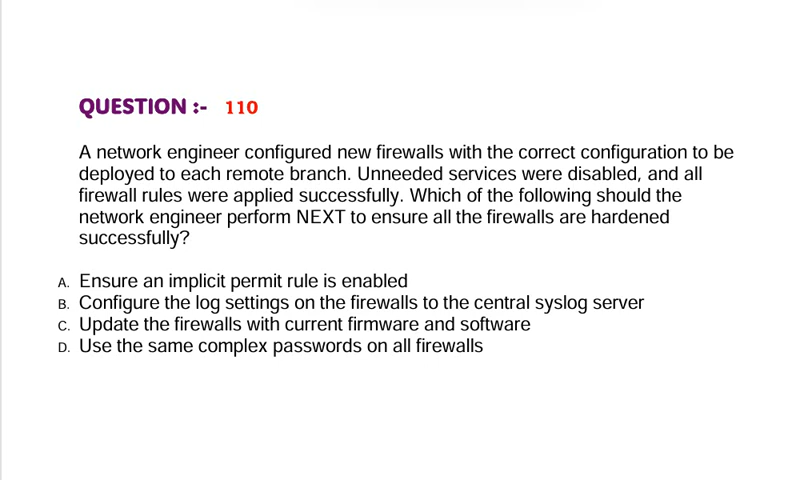 QUESTION :- 110
A network engineer configured new firewalls with the correct configuration to be
deployed to each remote branch. Unneeded services were disabled, and all
firewall rules were applied successfully. Which of the following should the
network engineer perform NEXT to ensure all the firewalls are hardened
successfully?
A. Ensure an implicit permit rule is enabled
B. Configure the log settings on the firewalls to the central syslog server
C. Update the firewalls with current firmware and software
D. Use the same complex passwords on all firewalls